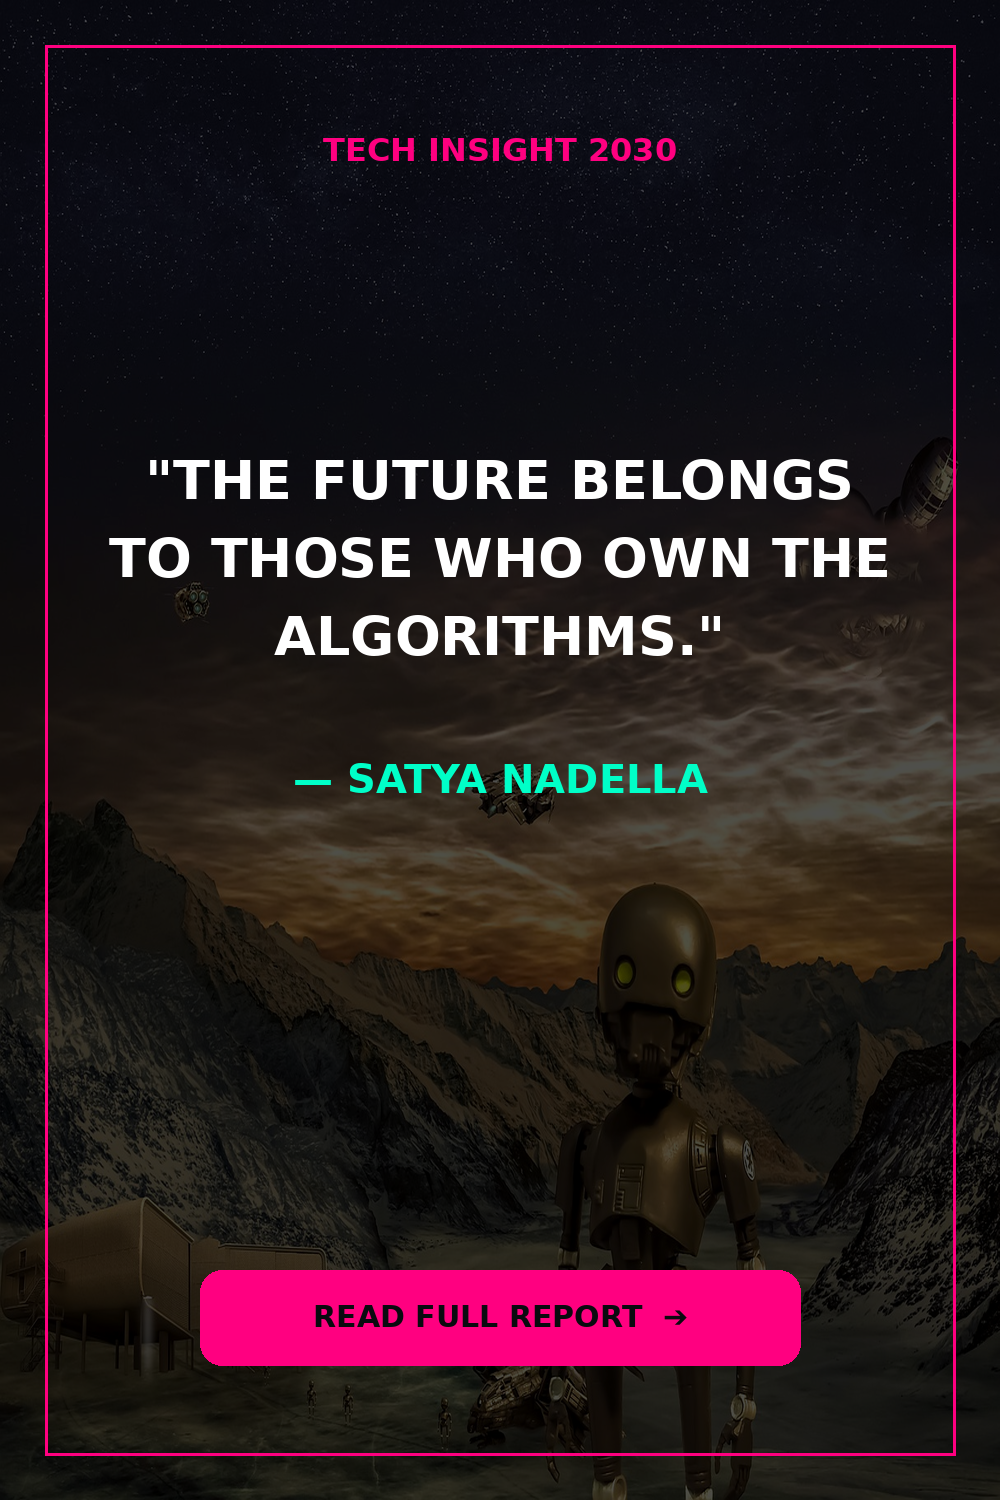 TECH INSIGHT 2030
"THE FUTURE BELONGS
TO THOSE WHO OWN THE
ALGORITHMS."
— SATYA NADELLA
READ FULL REPORT ➔